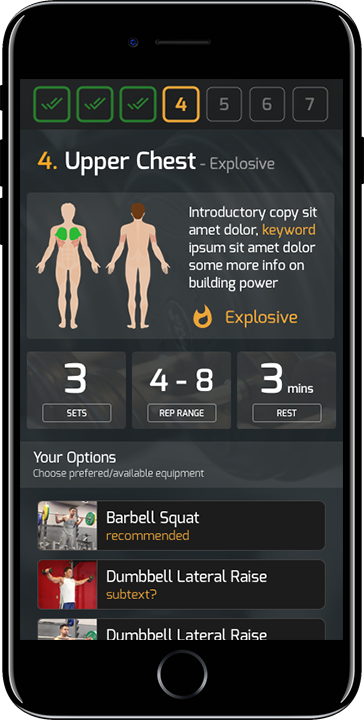 4 5 6 7
4. Upper Chest - Explosive
Introductory copy sit
amet dolor, keyword
ipsum sit amet dolor
some more info on
building power
Explosive
3 4 - 8 3 mins
SETS REP RANGE REST
Your Options
Choose prefered/available equipment
Barbell Squat
recommended
Dumbbell Lateral Raise
subtext?
Dumbbell Lateral Raise